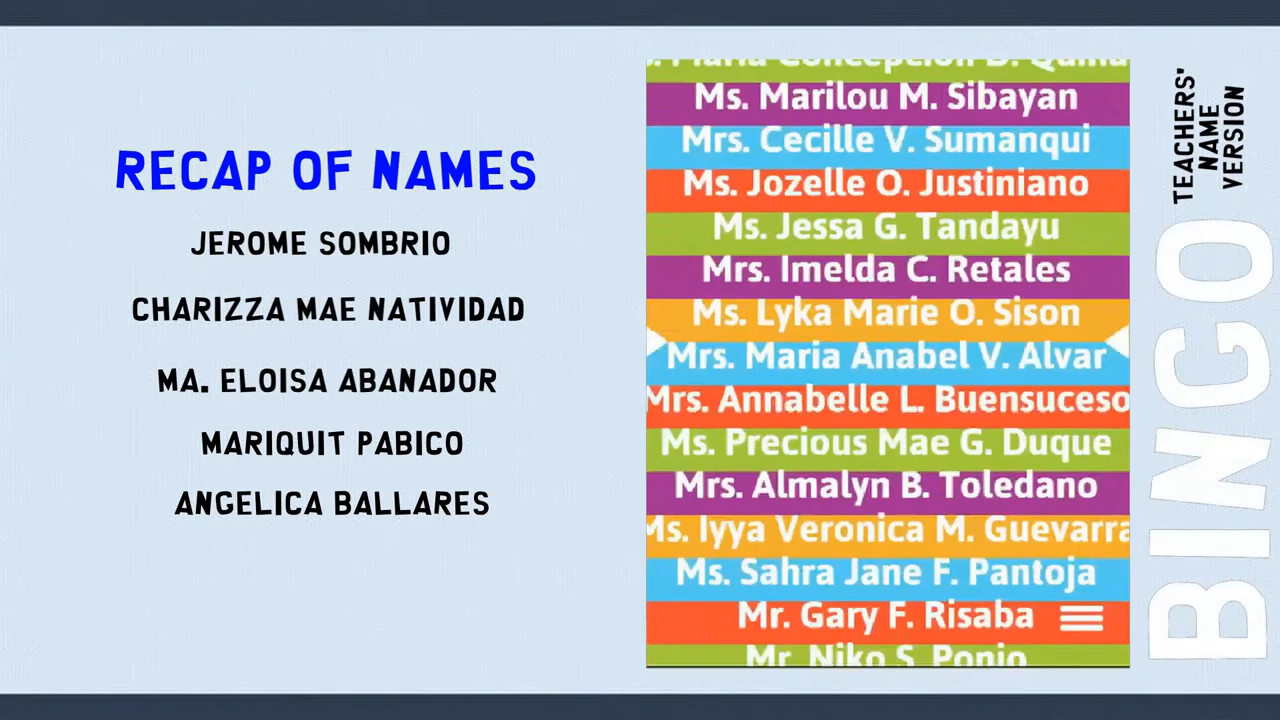 RECAP OF NAMES
JEROME SOMBRIO
CHARIZZA MAE NATIVIDAD
MA. ELOISA ABANADOR
MARIQUIT PABICO
ANGELICA BALLARES
Maria Concepcion D.
Ms. Marilou M. Sibayan
Mrs. Cecille V. Sumanqui
Ms. Jozelle O. Justiniano
Ms. Jessa G. Tandayu
Mrs. Imelda C. Retales
Ms. Lyka Marie O. Sison
Mrs. Maria Anabel V. Alvar
Mrs. Annabelle L. Buensuceso
Ms. Precious Mae G. Duque
Mrs. Almalyn B. Toledano
Ms. Iyya Veronica M. Guevarra
Ms. Sahra Jane F. Pantoja
Mr. Gary F. Risaba
Mr. Niko S. Ponio
TEACHERS'
NAME
VERSION
BINGO